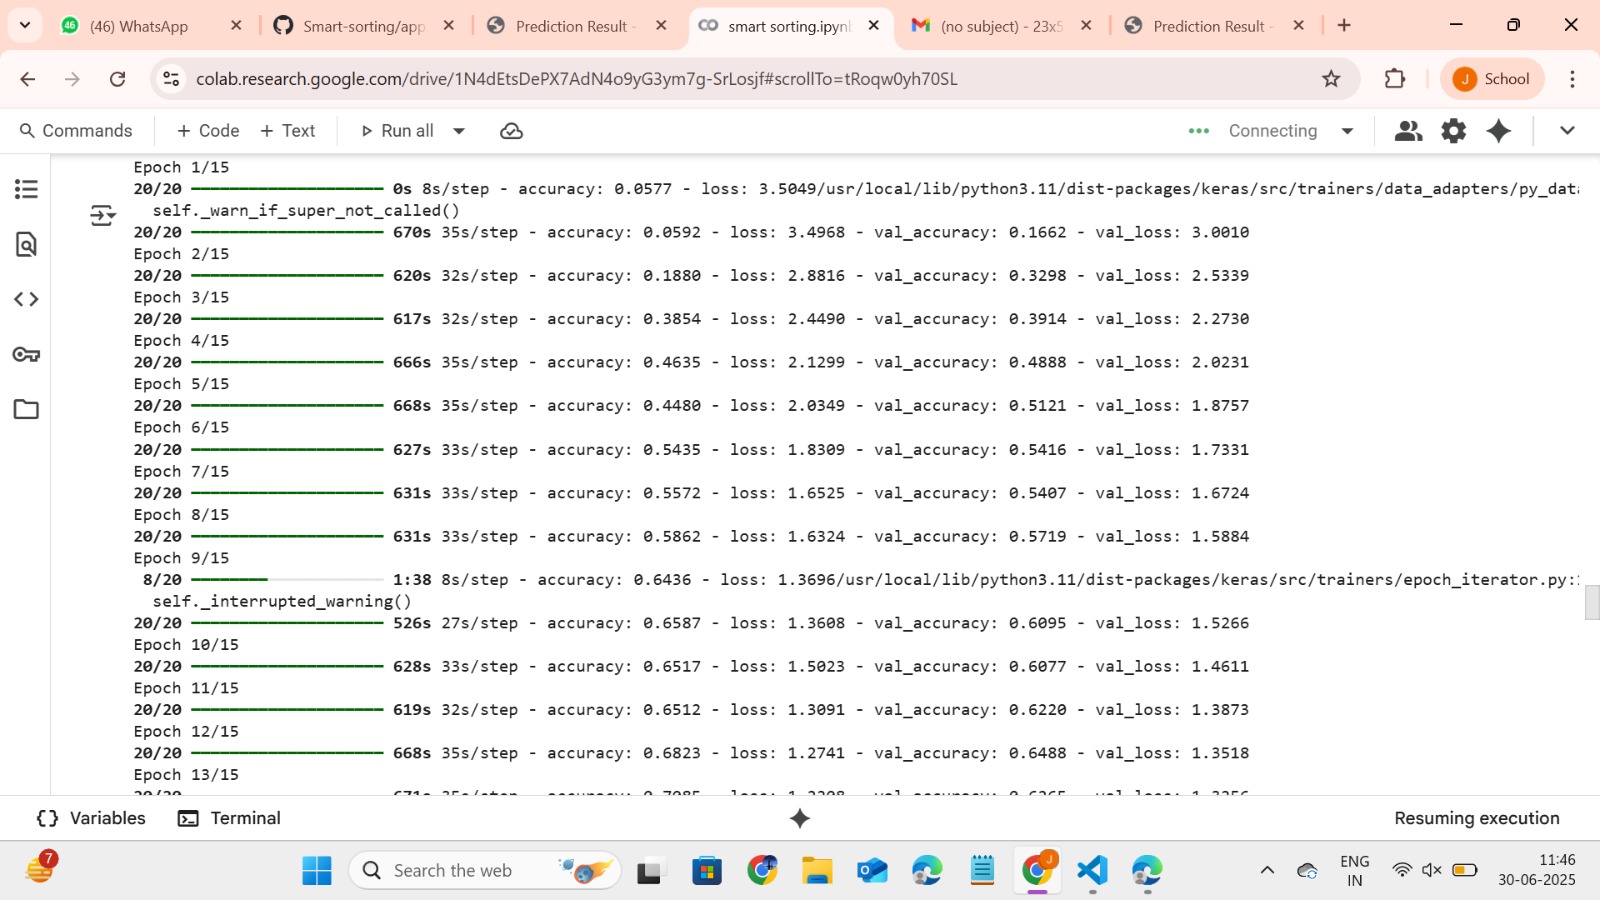 46 (46) WhatsApp
Smart-sorting/app
Prediction Result -
smart sorting.ipynb
(no subject) - 23x5
Prediction Result -
colab.research.google.com/drive/1N4dEtsDePX7AdN4o9yG3ym7g-SrLosjf#scrollTo=tRoqw0yh70SL
J School
Commands
+ Code
+ Text
Run all
Connecting
Epoch 1/15
20/20 0s 8s/step - accuracy: 0.0577 - loss: 3.5049/usr/local/lib/python3.11/dist-packages/keras/src/trainers/data_adapters/py_data
self._warn_if_super_not_called()
20/20 670s 35s/step - accuracy: 0.0592 - loss: 3.4968 - val_accuracy: 0.1662 - val_loss: 3.0010
Epoch 2/15
20/20 620s 32s/step - accuracy: 0.1880 - loss: 2.8816 - val_accuracy: 0.3298 - val_loss: 2.5339
Epoch 3/15
20/20 617s 32s/step - accuracy: 0.3854 - loss: 2.4490 - val_accuracy: 0.3914 - val_loss: 2.2730
Epoch 4/15
20/20 666s 35s/step - accuracy: 0.4635 - loss: 2.1299 - val_accuracy: 0.4888 - val_loss: 2.0231
Epoch 5/15
20/20 668s 35s/step - accuracy: 0.4480 - loss: 2.0349 - val_accuracy: 0.5121 - val_loss: 1.8757
Epoch 6/15
20/20 627s 33s/step - accuracy: 0.5435 - loss: 1.8309 - val_accuracy: 0.5416 - val_loss: 1.7331
Epoch 7/15
20/20 631s 33s/step - accuracy: 0.5572 - loss: 1.6525 - val_accuracy: 0.5407 - val_loss: 1.6724
Epoch 8/15
20/20 631s 33s/step - accuracy: 0.5862 - loss: 1.6324 - val_accuracy: 0.5719 - val_loss: 1.5884
Epoch 9/15
8/20 1:38 8s/step - accuracy: 0.6436 - loss: 1.3696/usr/local/lib/python3.11/dist-packages/keras/src/trainers/epoch_iterator.py:
self._interrupted_warning()
20/20 526s 27s/step - accuracy: 0.6587 - loss: 1.3608 - val_accuracy: 0.6095 - val_loss: 1.5266
Epoch 10/15
20/20 628s 33s/step - accuracy: 0.6517 - loss: 1.5023 - val_accuracy: 0.6077 - val_loss: 1.4611
Epoch 11/15
20/20 619s 32s/step - accuracy: 0.6512 - loss: 1.3091 - val_accuracy: 0.6220 - val_loss: 1.3873
Epoch 12/15
20/20 668s 35s/step - accuracy: 0.6823 - loss: 1.2741 - val_accuracy: 0.6488 - val_loss: 1.3518
Epoch 13/15
Variables
Terminal
Resuming execution
7
Search the web
J
ENG
IN
11:46
30-06-2025